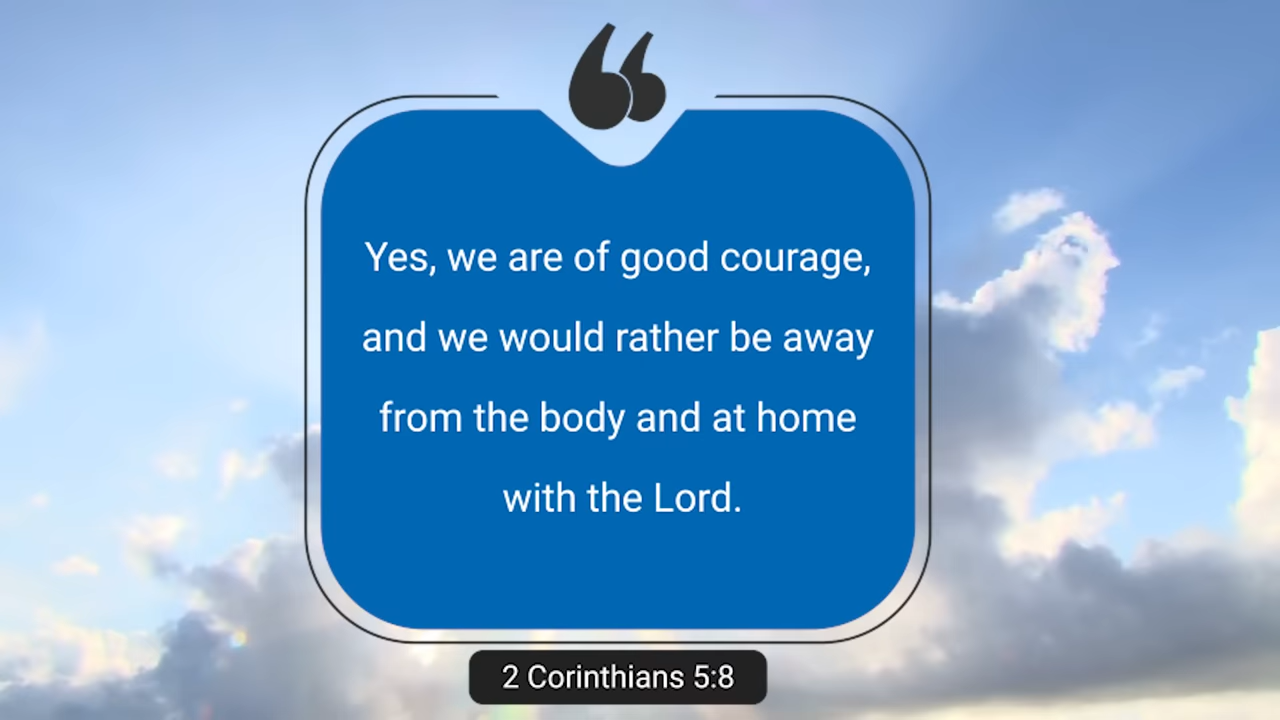 Yes, we are of good courage,
and we would rather be away
from the body and at home
with the Lord.
2 Corinthians 5:8